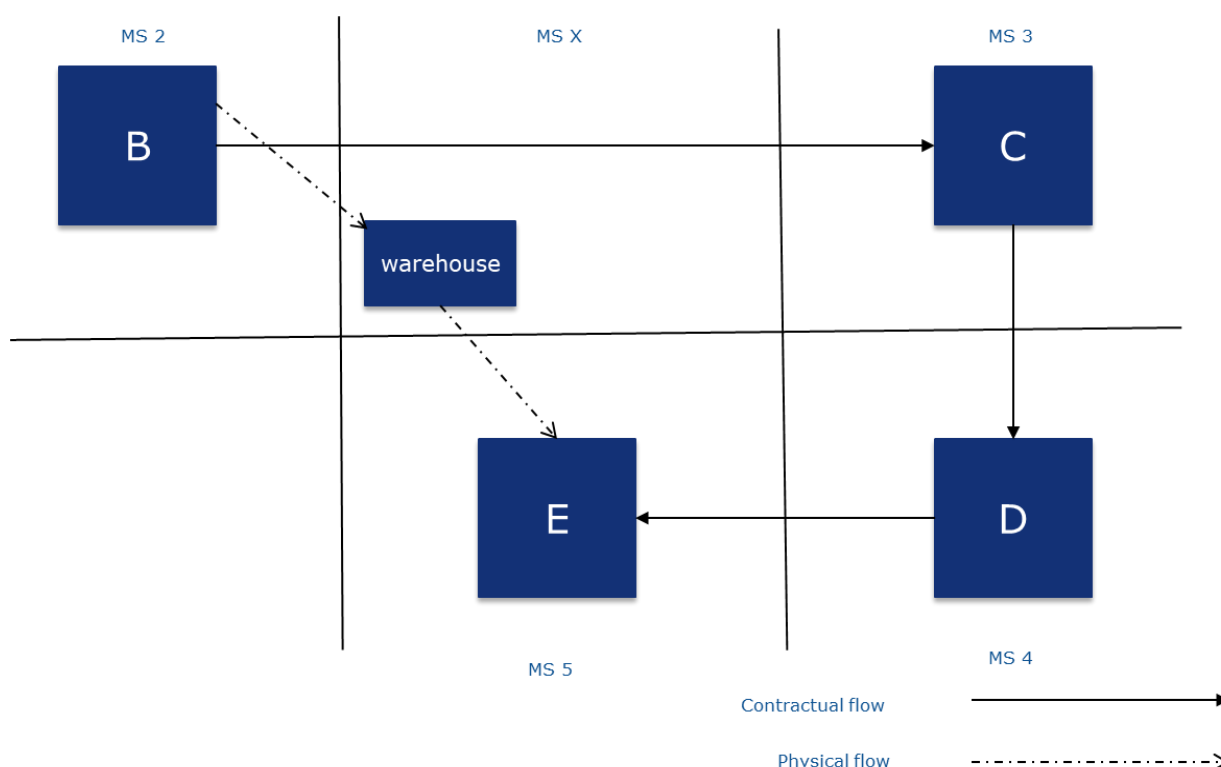 MS 2
MS X
MS 3
B
C
warehouse
E
D
MS 5
MS 4
Contractual flow
Physical flow